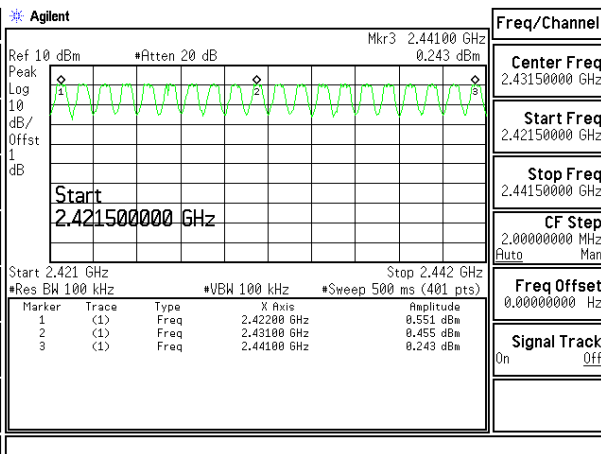 Agilent
Freq/Channel
Mkr3 2.44100 GHz
Ref 10 dBm #Atten 20 dB 0.243 dBm
Peak
Log
10
dB/
Offst
1
dB
1 2 3
Start
2.421500000 GHz
Start 2.421 GHz Stop 2.442 GHz
#Res BW 100 kHz #VBW 100 kHz #Sweep 500 ms (401 pts)
Marker Trace Type X Axis Amplitude
1 (1) Freq 2.42200 GHz 0.551 dBm
2 (1) Freq 2.43100 GHz 0.455 dBm
3 (1) Freq 2.44100 GHz 0.243 dBm
Center Freq
2.43150000 GHz
Start Freq
2.42150000 GHz
Stop Freq
2.44150000 GHz
CF Step
2.00000000 MHz
Auto Man
Freq Offset
0.00000000 Hz
Signal Track
On Off